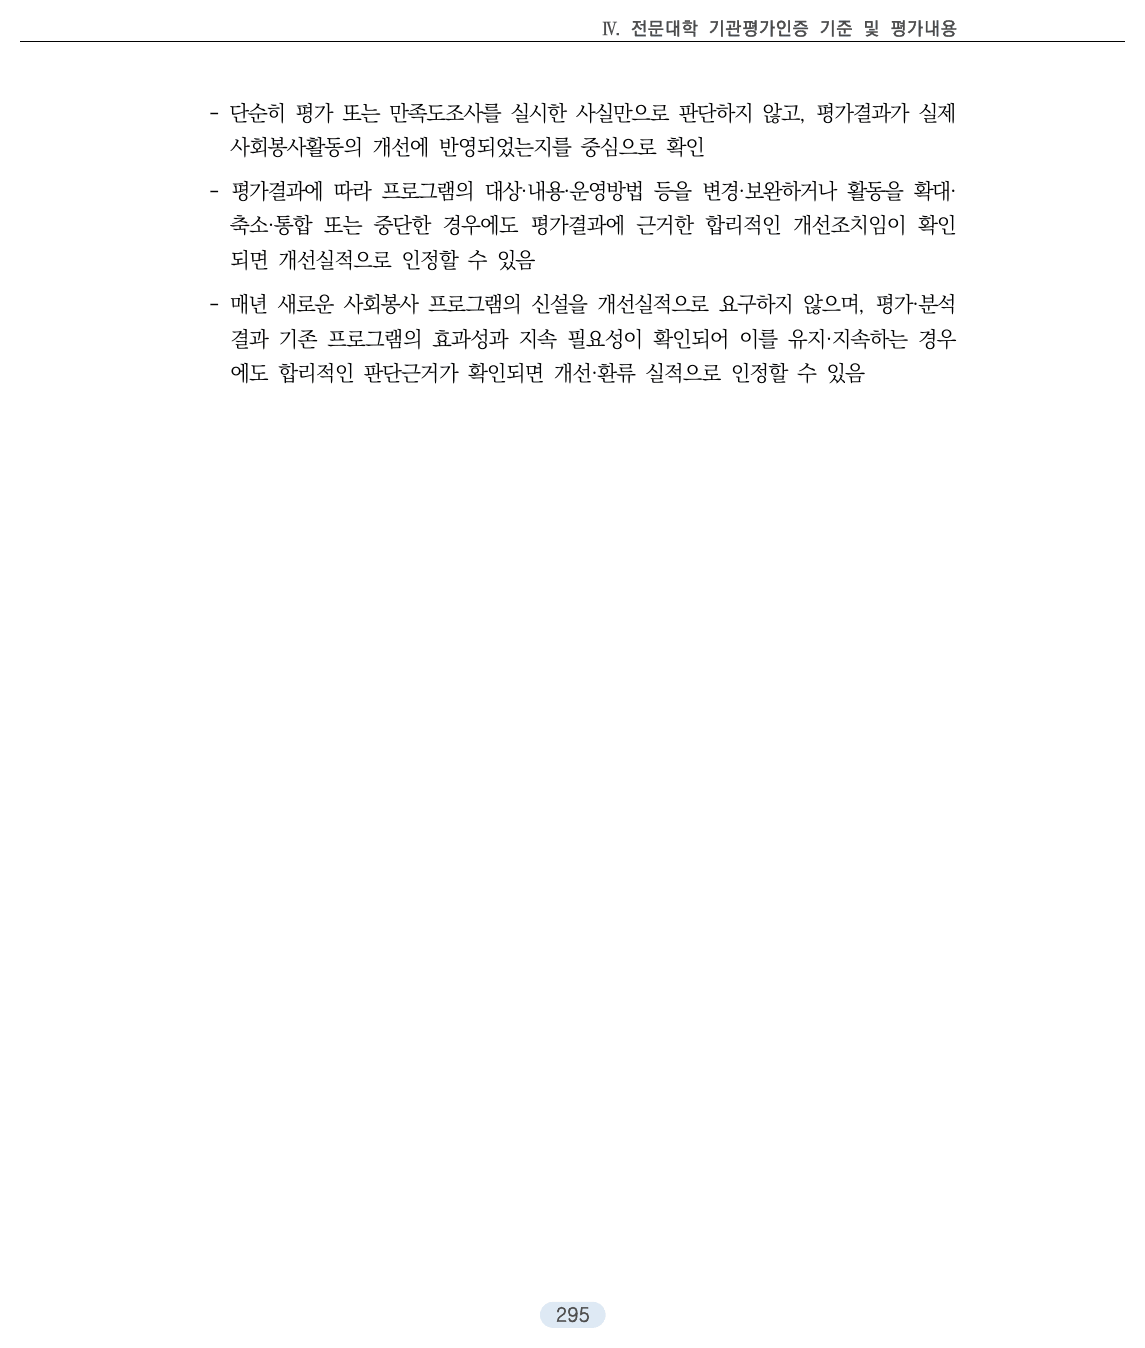 Ⅳ. 전문대학 기관평가인증 기준 및 평가내용
- 단순히 평가 또는 만족도조사를 실시한 사실만으로 판단하지 않고, 평가결과가 실제
사회봉사활동의 개선에 반영되었는지를 중심으로 확인
- 평가결과에 따라 프로그램의 대상·내용·운영방법 등을 변경·보완하거나 활동을 확대·
축소·통합 또는 중단한 경우에도 평가결과에 근거한 합리적인 개선조치임이 확인
되면 개선실적으로 인정할 수 있음
- 매년 새로운 사회봉사 프로그램의 신설을 개선실적으로 요구하지 않으며, 평가·분석
결과 기존 프로그램의 효과성과 지속 필요성이 확인되어 이를 유지·지속하는 경우
에도 합리적인 판단근거가 확인되면 개선·환류 실적으로 인정할 수 있음
295